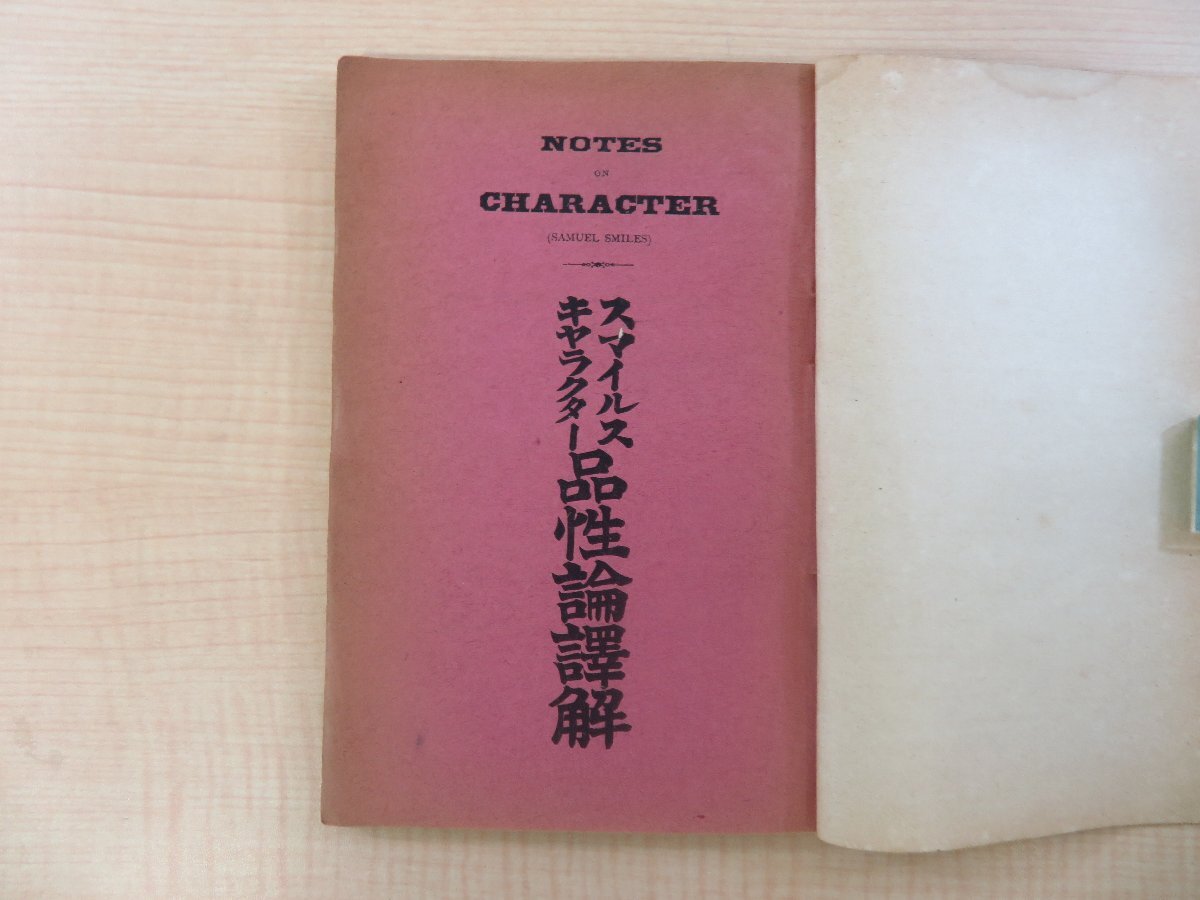 NOTES
ON
CHARACTER
(SAMUEL SMILES)
スマイルス
キャラクター
品性論譯解